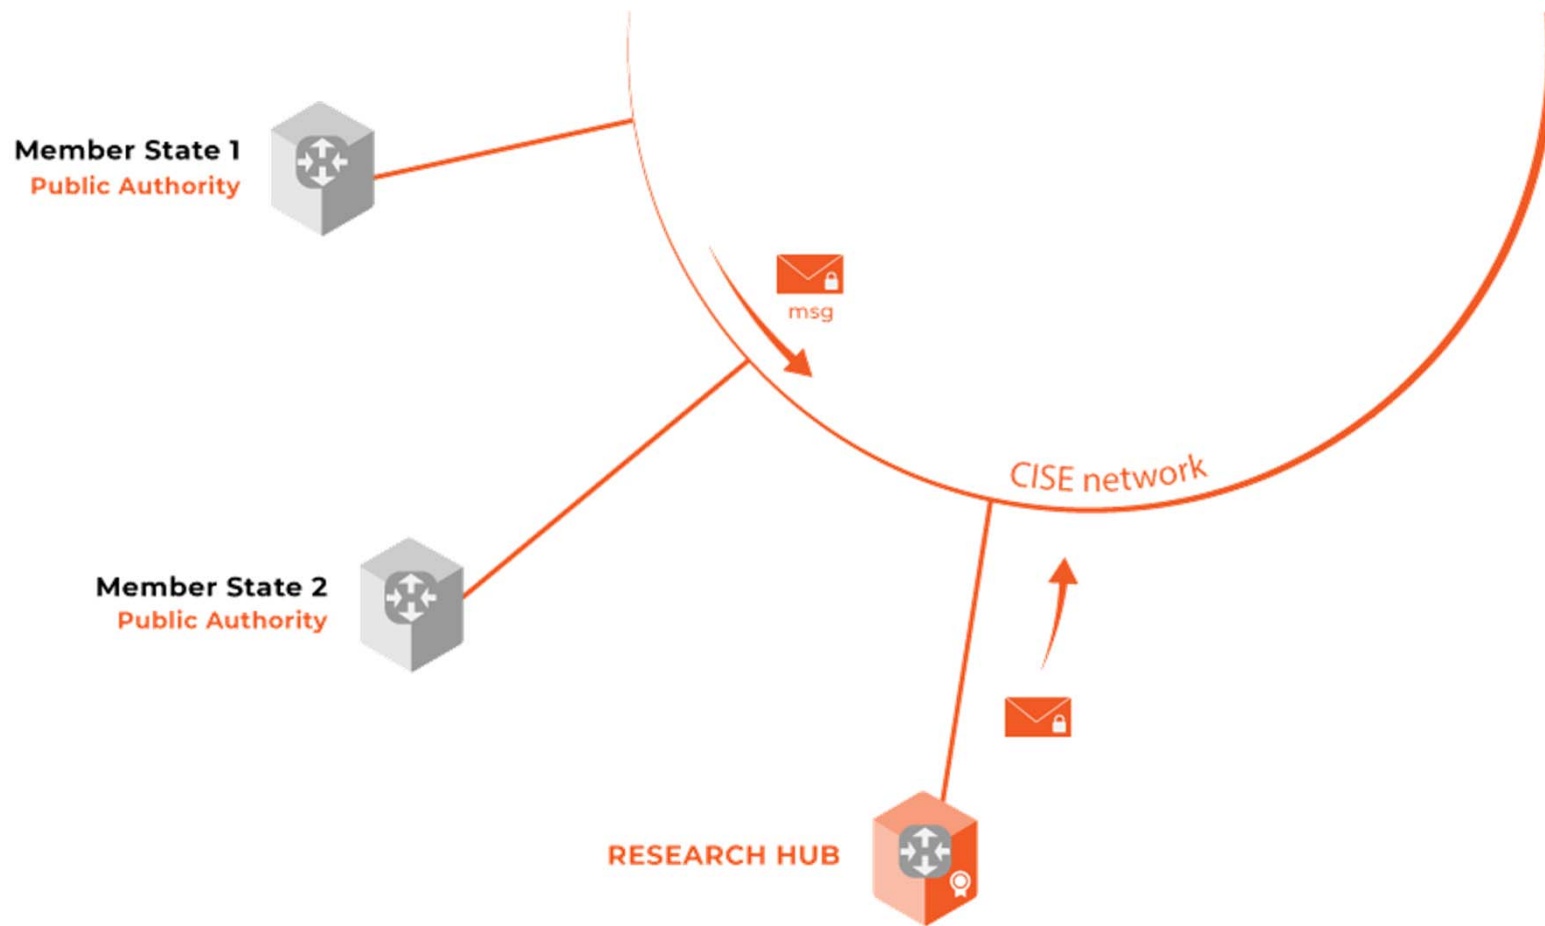 Member State 1
Public Authority
msg
CISE network
Member State 2
Public Authority
RESEARCH HUB